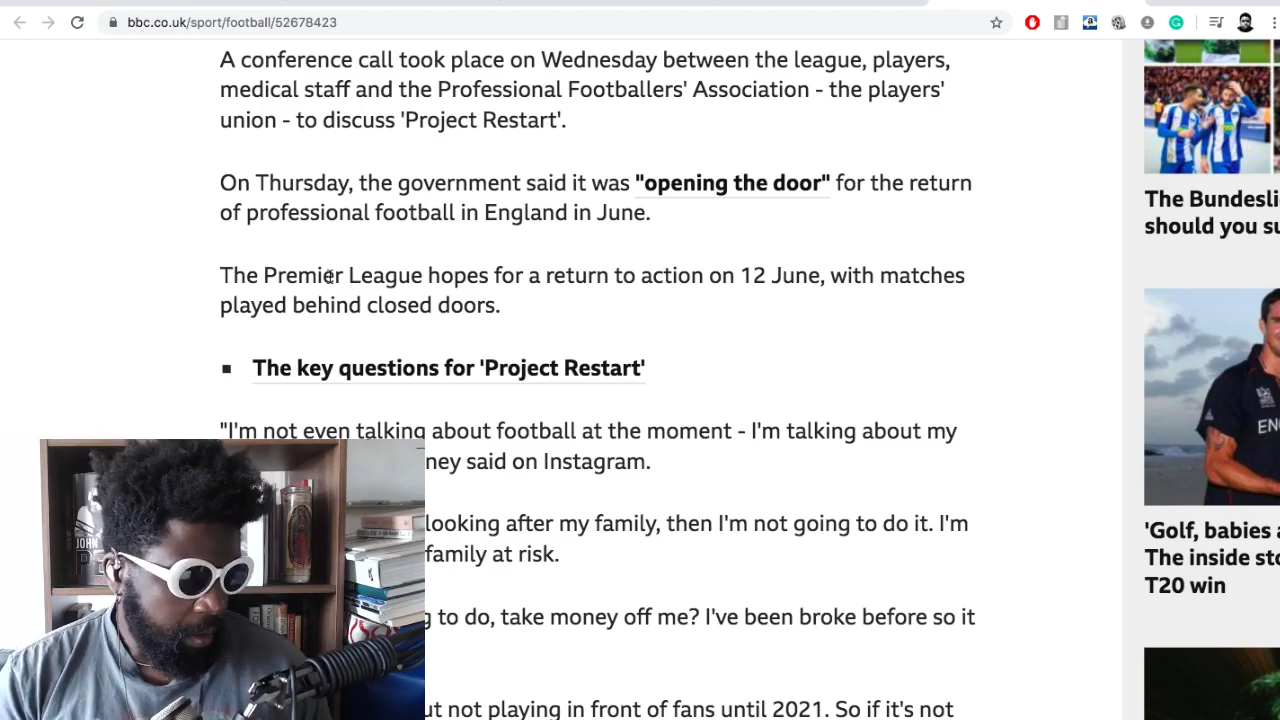 bbc.co.uk/sport/football/52678423
A conference call took place on Wednesday between the league, players,
medical staff and the Professional Footballers' Association - the players'
union - to discuss 'Project Restart'.
On Thursday, the government said it was "opening the door" for the return
of professional football in England in June.
The Premier League hopes for a return to action on 12 June, with matches
played behind closed doors.
The key questions for 'Project Restart'
"I'm not even talking about football at the moment - I'm talking about my
ney said on Instagram.
looking after my family, then I'm not going to do it. I'm
family at risk.
g to do, take money off me? I've been broke before so it
ut not playing in front of fans until 2021. So if it's not
The Bundesli
should you su
'Golf, babies a
The inside sto
T20 win
ENG
JOHN